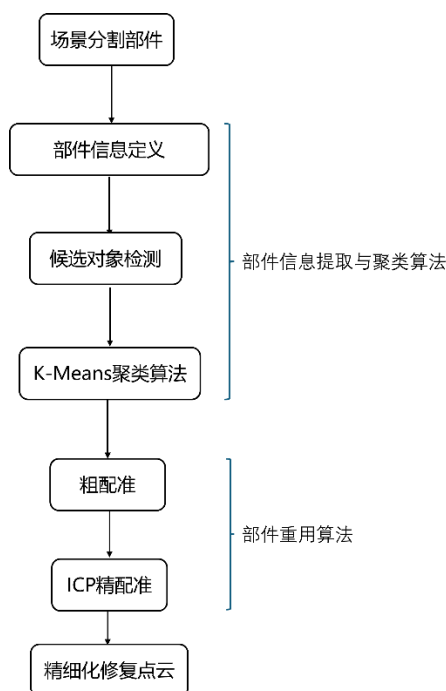 场景分割部件
部件信息定义
候选对象检测
部件信息提取与聚类算法
K-Means聚类算法
粗配准
部件重用算法
ICP精配准
精细化修复点云